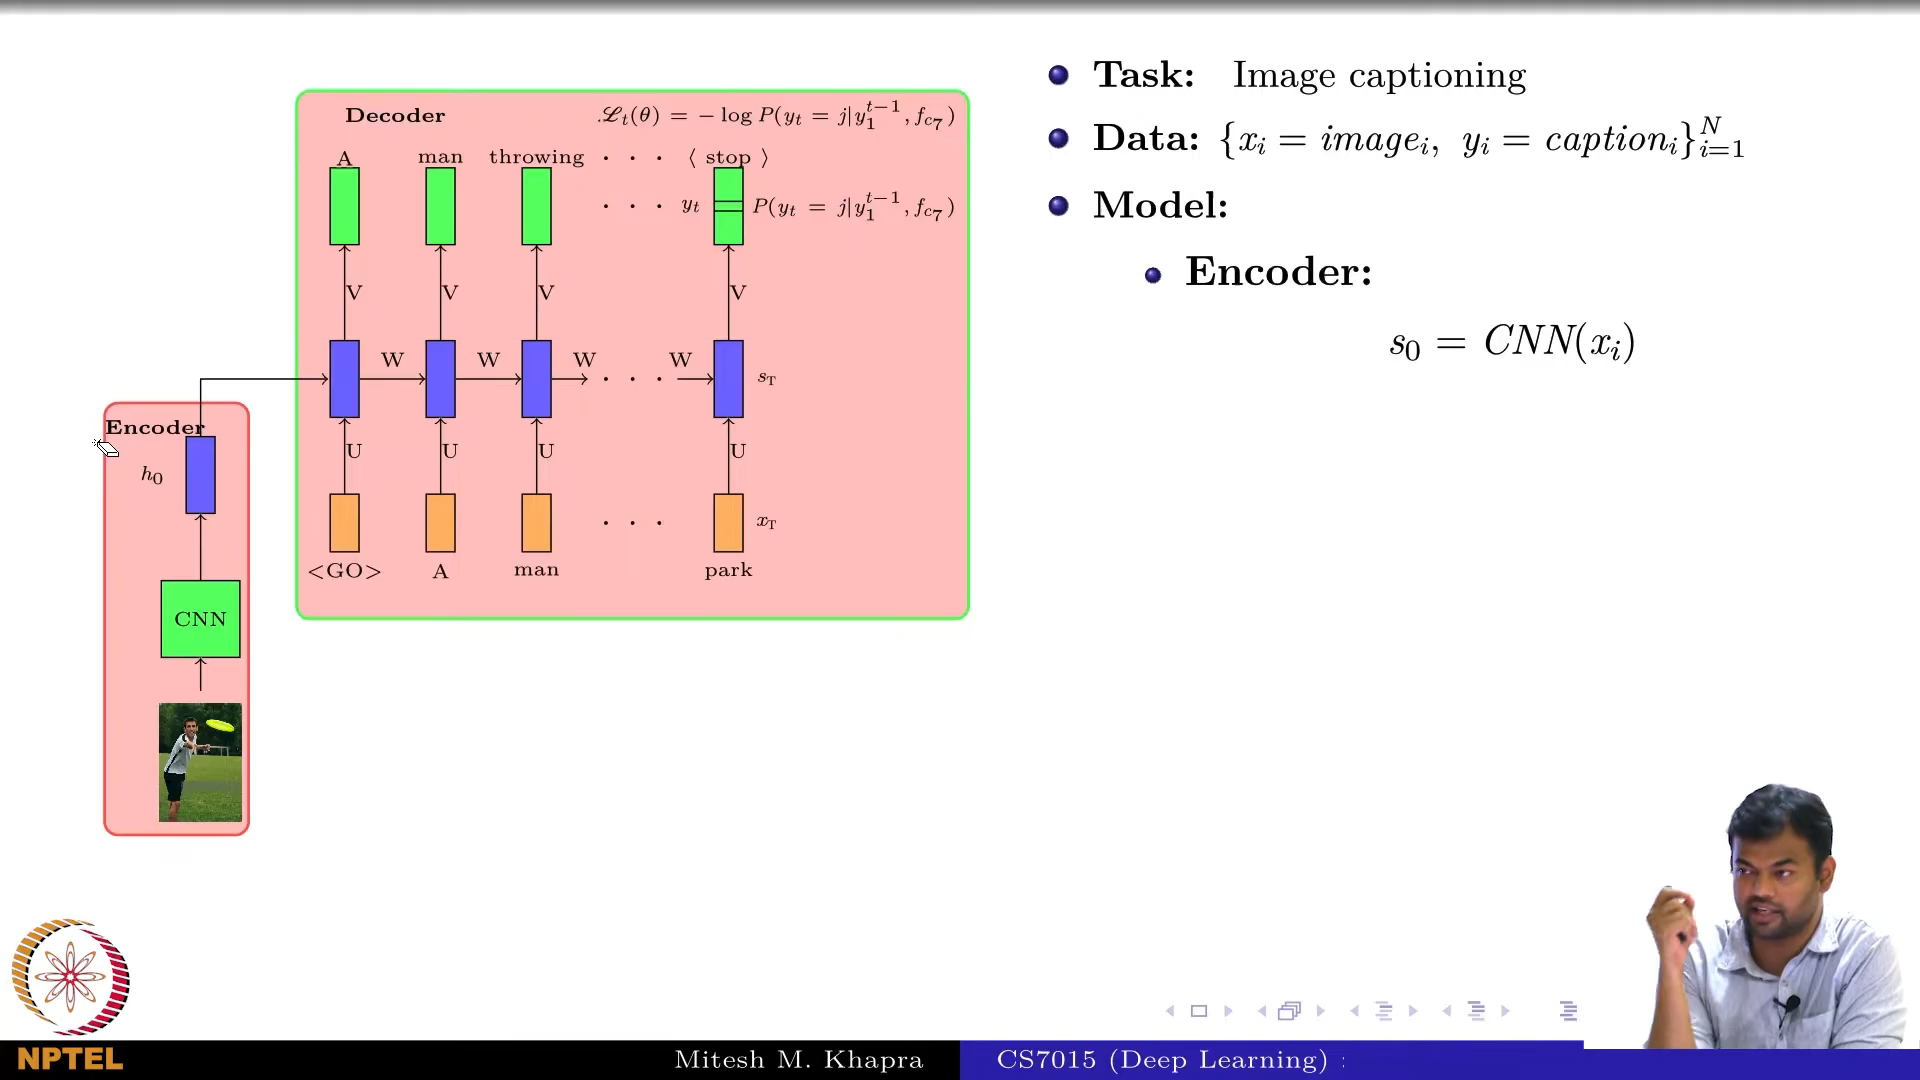 Decoder
ℒ_t(θ) = − log P(y_t = j|y_1^{t−1}, f_{c_7})
A man throwing · · · ⟨ stop ⟩
· · · y_t P(y_t = j|y_1^{t−1}, f_{c_7})
V V V V
W W W W
· · · s_T
U U U U
· · · x_T
<GO> A man park
Encoder
h_0
CNN
Task: Image captioning
Data: {x_i = image_i, y_i = caption_i}_{i=1}^N
Model:
Encoder:
s_0 = CNN(x_i)
NPTEL
Mitesh M. Khapra
CS7015 (Deep Learning) :